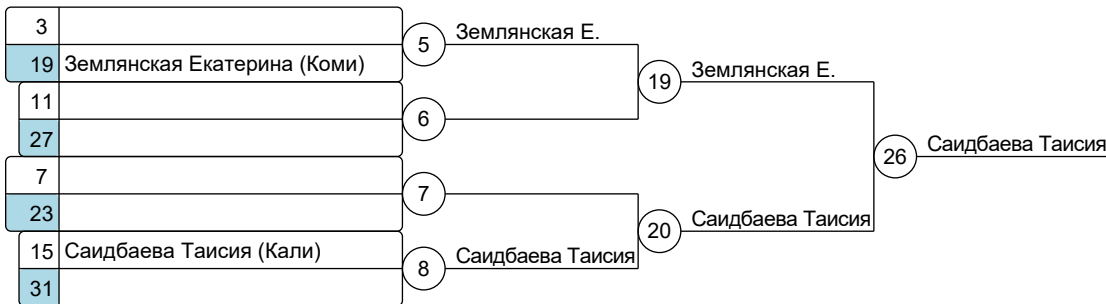 3
5 Землянская Е.
19 Землянская Екатерина (Коми)
19 Землянская Е.
11
6
27
26 Саидбаева Таисия
7
7
23
20 Саидбаева Таисия
15 Саидбаева Таисия (Кали)
8 Саидбаева Таисия
31